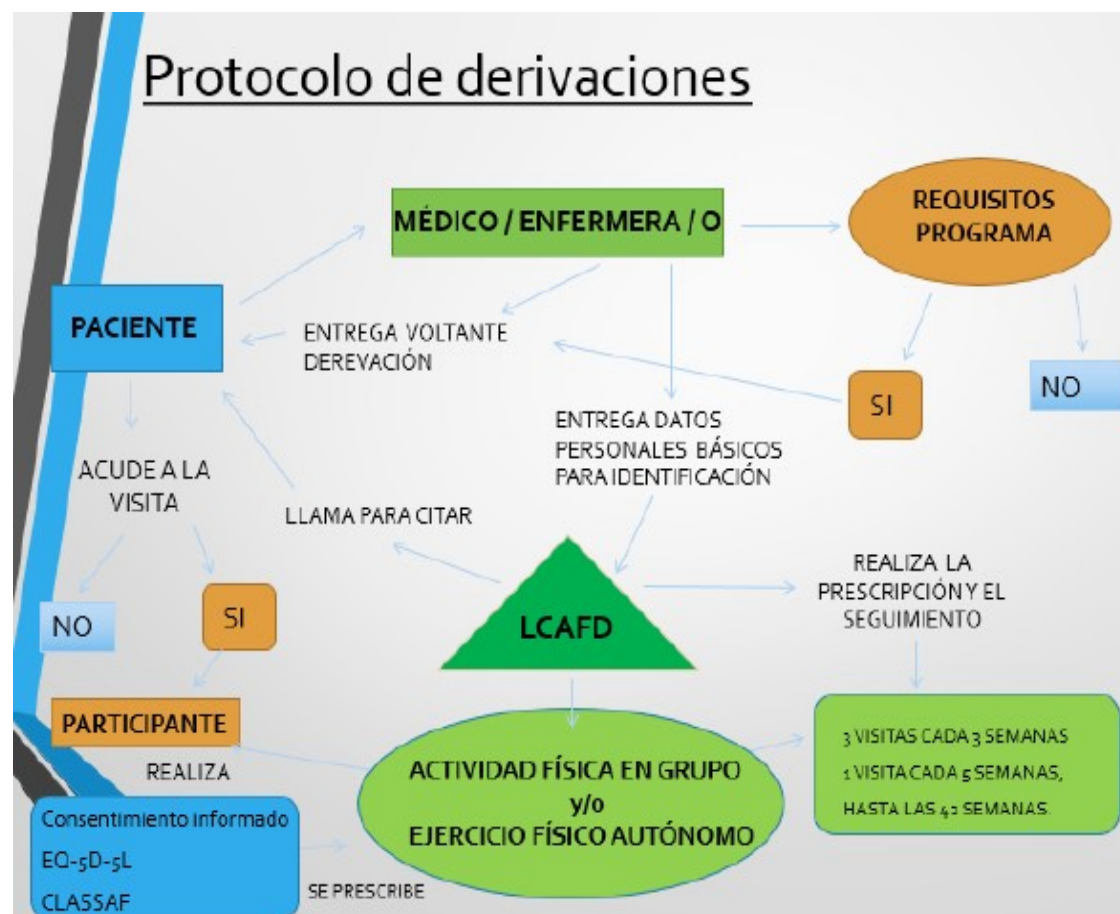 Protocolo de derivaciones
MÉDICO / ENFERMERA / O
REQUISITOS
PROGRAMA
PACIENTE
ENTREGA VOLTANTE
DEREVACIÓN
SI
NO
ENTREGA DATOS
PERSONALES BÁSICOS
PARA IDENTIFICACIÓN
ACUDE A LA
VISITA
LLAMA PARA CITAR
REALIZA LA
PRESCRIPCIÓN Y EL
SEGUIMIENTO
NO
SI
LCAFD
PARTICIPANTE
REALIZA
ACTIVIDAD FÍSICA EN GRUPO
y/o
EJERCICIO FÍSICO AUTÓNOMO
3 VISITAS CADA 3 SEMANAS
1 VISITA CADA 5 SEMANAS,
HASTA LAS 42 SEMANAS.
Consentimiento informado
EQ-5D-5L
CLASSAF
SE PRESCRIBE